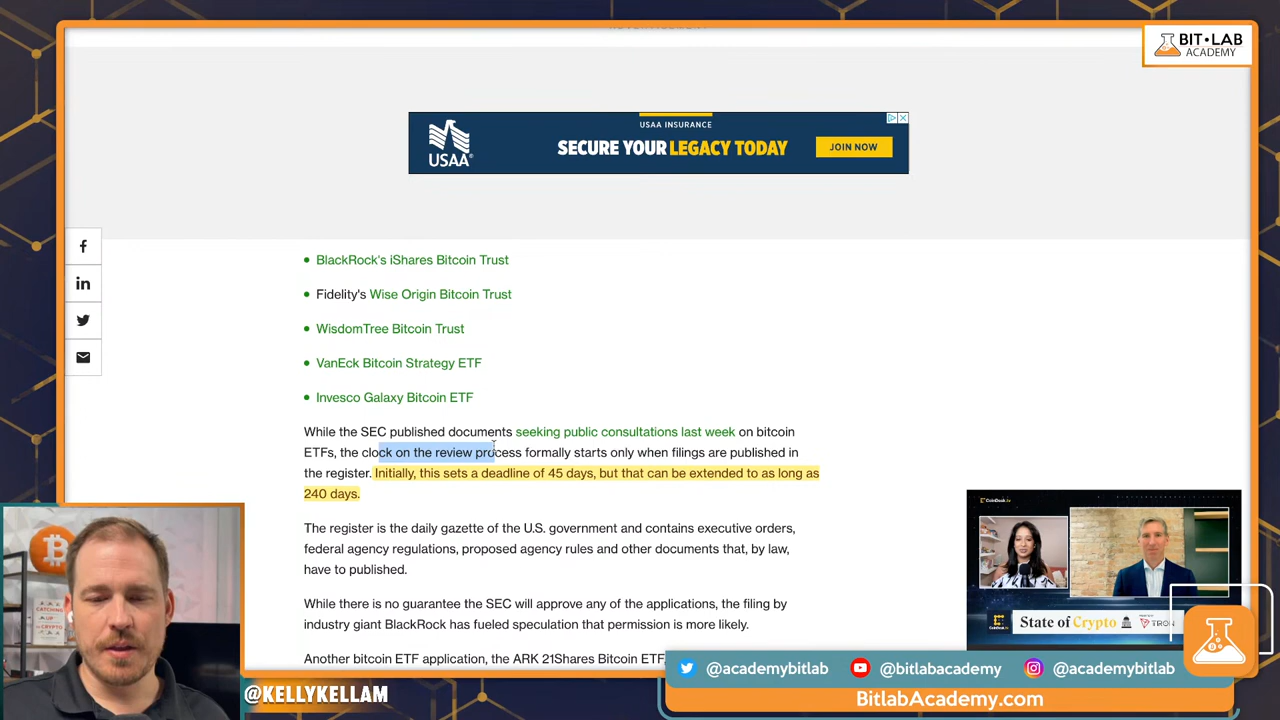 BIT•LAB
ACADEMY
USAA INSURANCE
USAA®
SECURE YOUR LEGACY TODAY
JOIN NOW
BlackRock's iShares Bitcoin Trust
Fidelity's Wise Origin Bitcoin Trust
WisdomTree Bitcoin Trust
VanEck Bitcoin Strategy ETF
Invesco Galaxy Bitcoin ETF
While the SEC published documents seeking public consultations last week on bitcoin
ETFs, the clock on the review process formally starts only when filings are published in
the register. Initially, this sets a deadline of 45 days, but that can be extended to as long as
240 days.
The register is the daily gazette of the U.S. government and contains executive orders,
federal agency regulations, proposed agency rules and other documents that, by law,
have to published.
While there is no guarantee the SEC will approve any of the applications, the filing by
industry giant BlackRock has fueled speculation that permission is more likely.
Another bitcoin ETF application, the ARK 21Shares Bitcoin ETF,
CATCHING
UP
CRYPTO
State of Crypto
TRON
@academybitlab
@bitlabacademy
@academybitlab
@KELLYKELLAM
BitlabAcademy.com